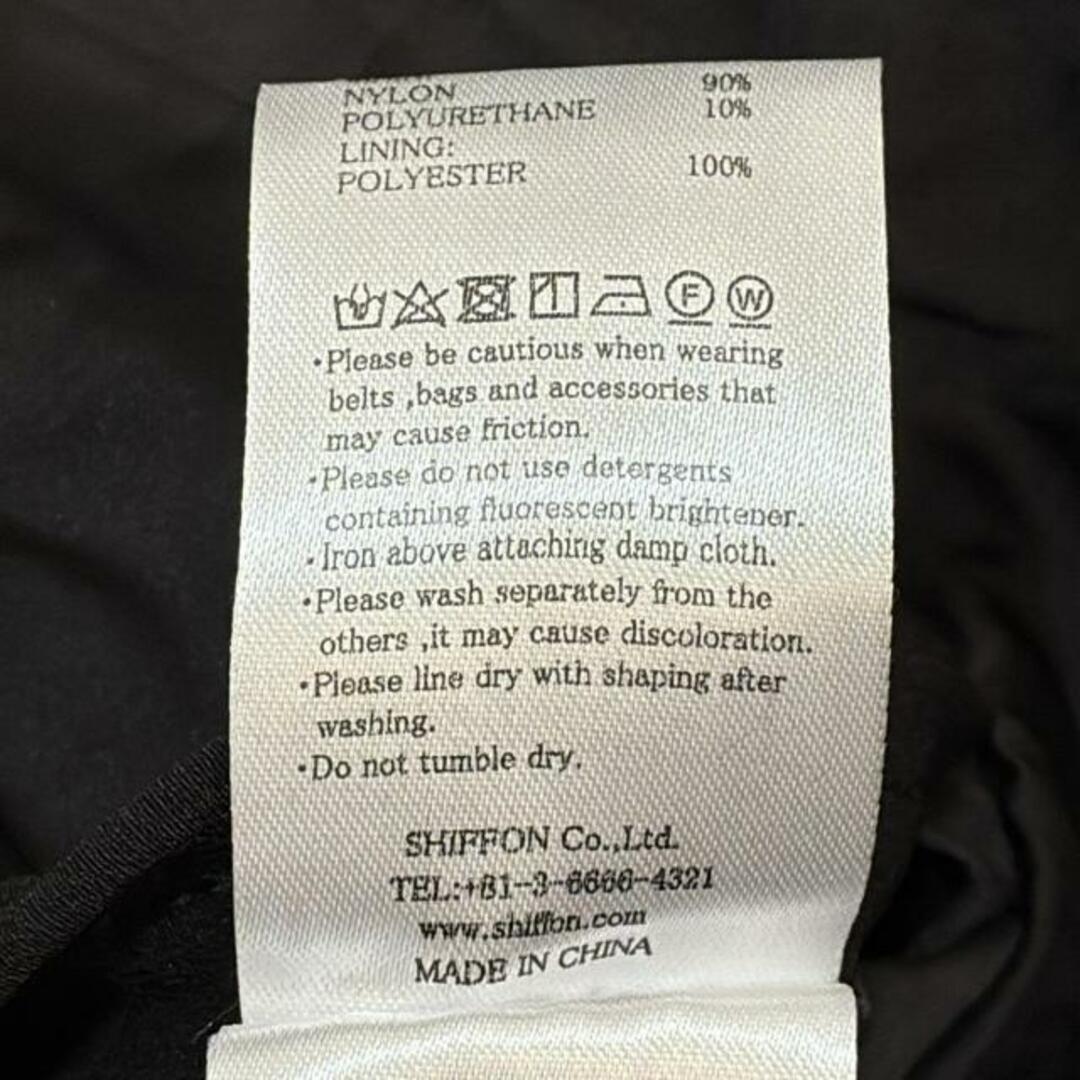 NYLON 90%
POLYURETHANE 10%
LINING:
POLYESTER 100%
F W
·Please be cautious when wearing
belts ,bags and accessories that
may cause friction.
·Please do not use detergents
containing fluorescent brightener.
·Iron above attaching damp cloth.
·Please wash separately from the
others ,it may cause discoloration.
·Please line dry with shaping after
washing.
·Do not tumble dry.
SHIFFON Co.,Ltd.
TEL:+81-3-6666-4321
www.shiffon.com
MADE IN CHINA